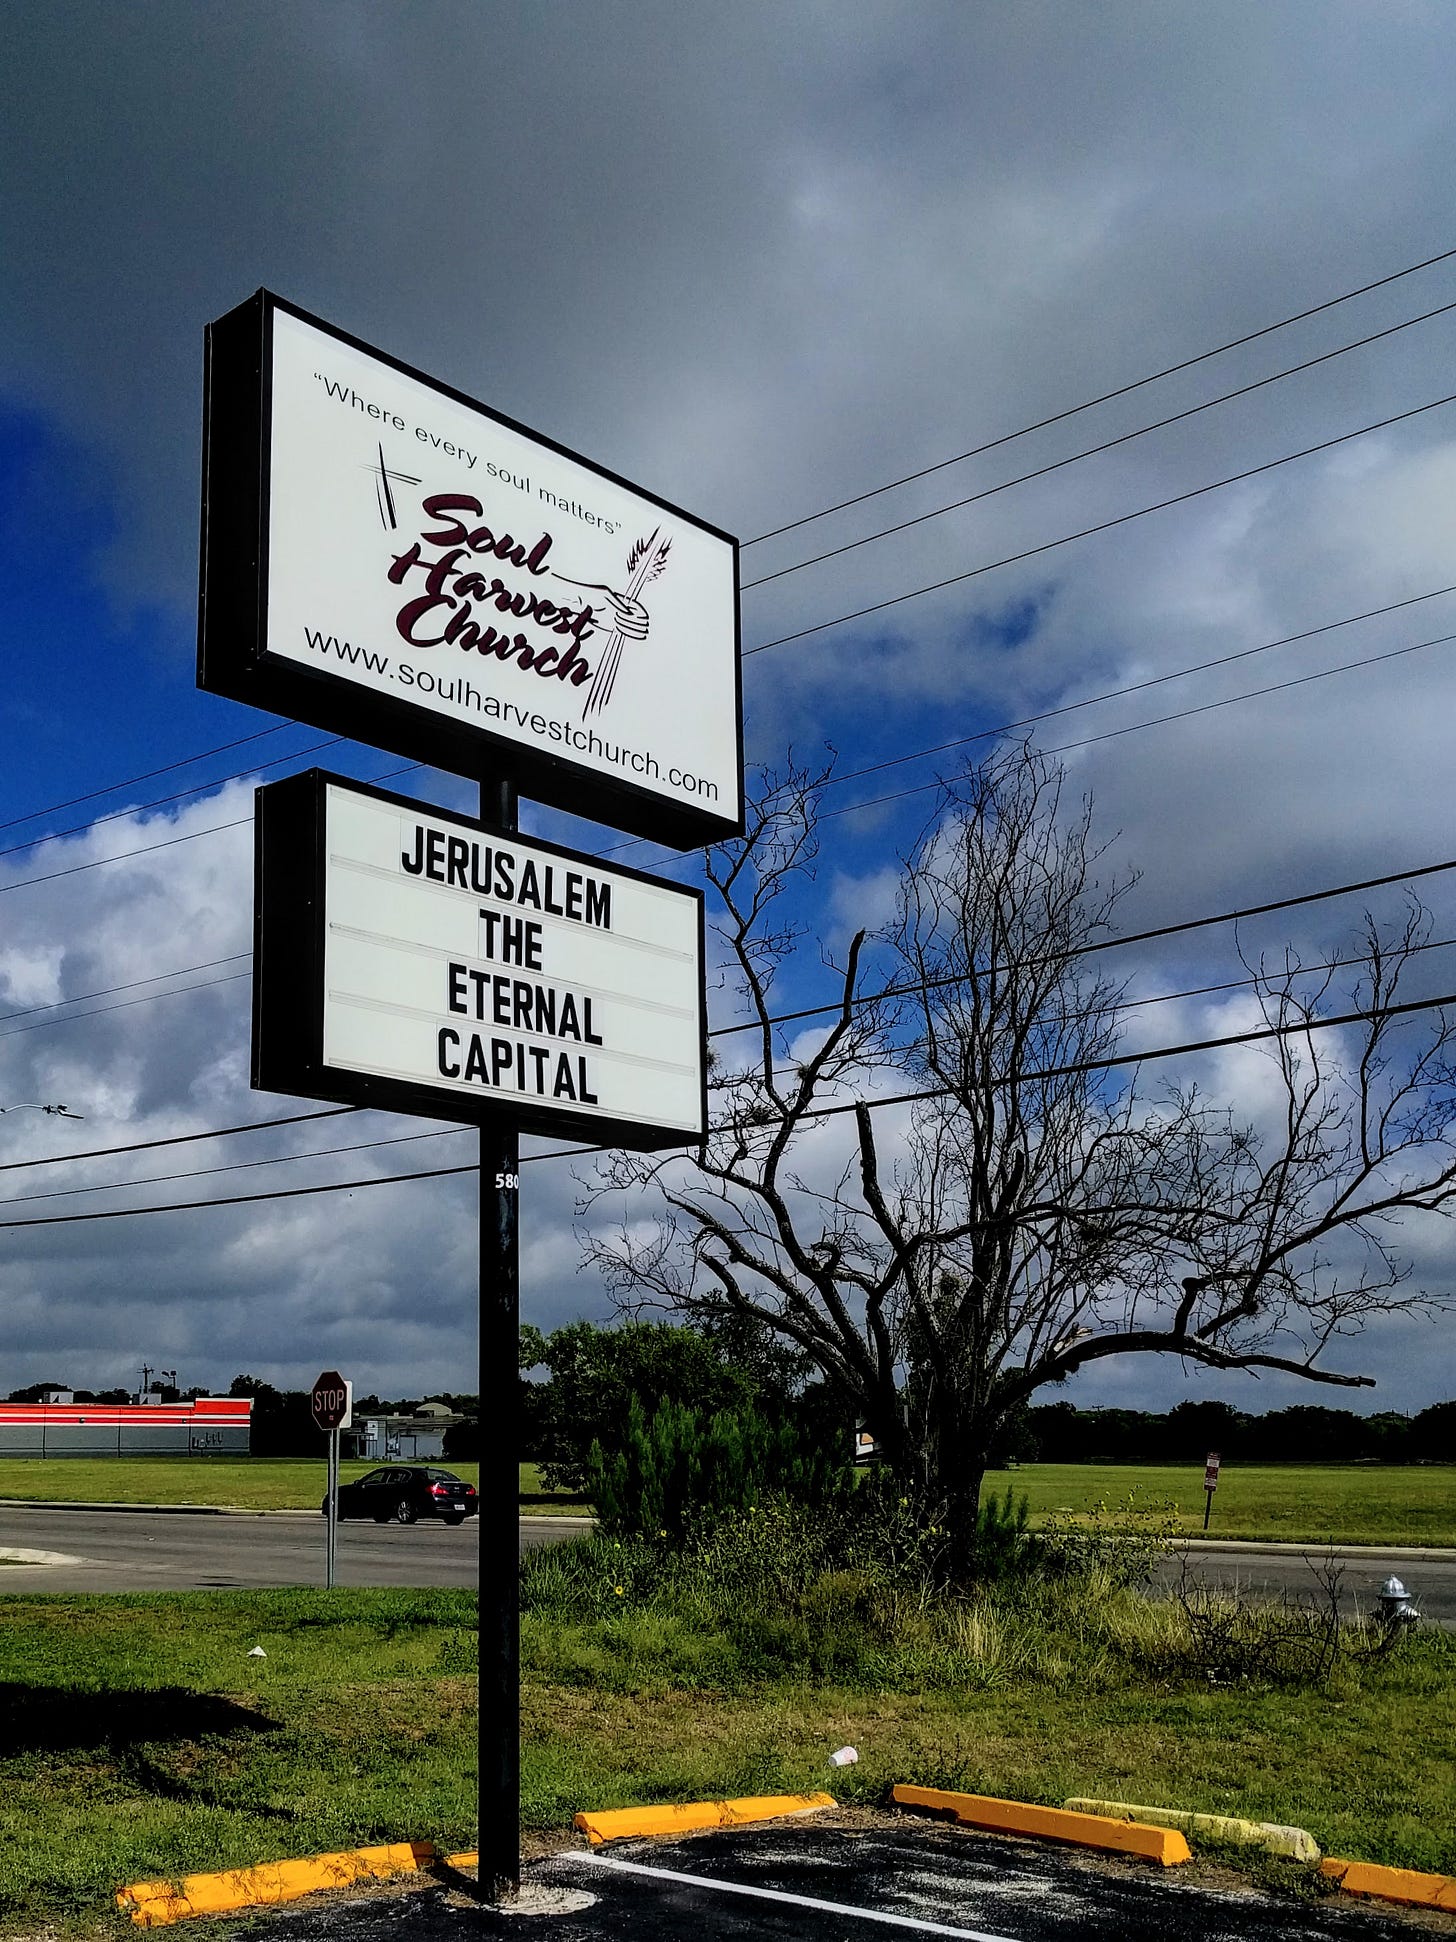 “Where every soul matters”
Soul
Harvest
Church
www.soulharvestchurch.com
JERUSALEM
THE
ETERNAL
CAPITAL
580
STOP